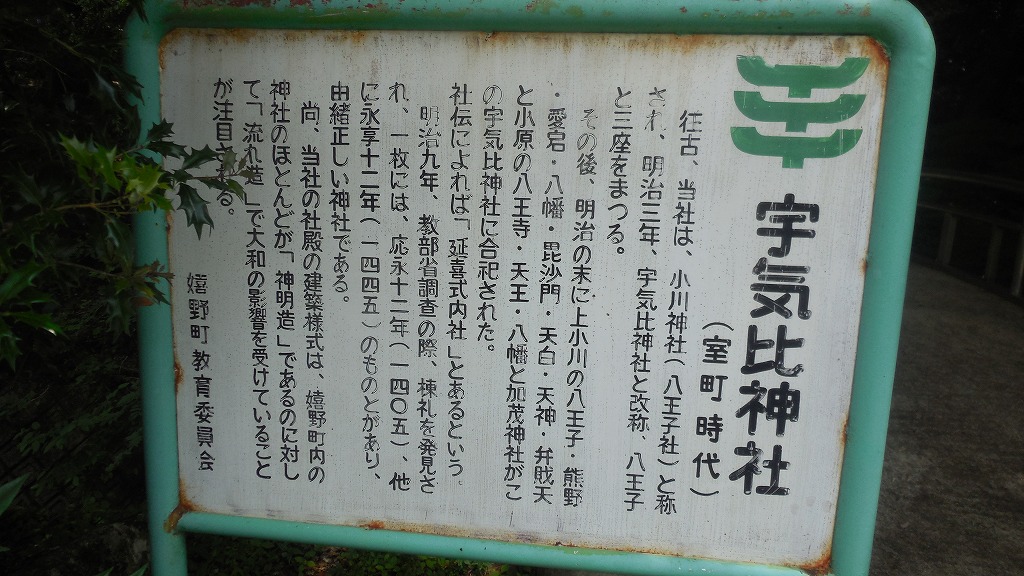 宇気比神社
(室町時代)
往古、当社は、小川神社(八王子社)と称
され、明治三年、宇気比神社と改称、八王子
と三座をまつる。
その後、明治の末に上小川の八王子・熊野
・愛宕・八幡・毘沙門・天白・天神・弁賎天
と小原の八王寺・天王・八幡と加茂神社がこ
の宇気比神社に合祀された。
社伝によれば「延喜式内社」とあるという。
明治九年、教部省調査の際、棟札を発見さ
れ、一枚には、応永十二年(一四〇五)、他
に永享十二年(一四四五)のものとがあり、
由緒正しい神社である。
尚、当社の社殿の建築様式は、嬉野町内の
神社のほとんどが「神明造」であるのに対し
て「流れ造」で大和の影響を受けていること
が注目される。
嬉野町教育委員会